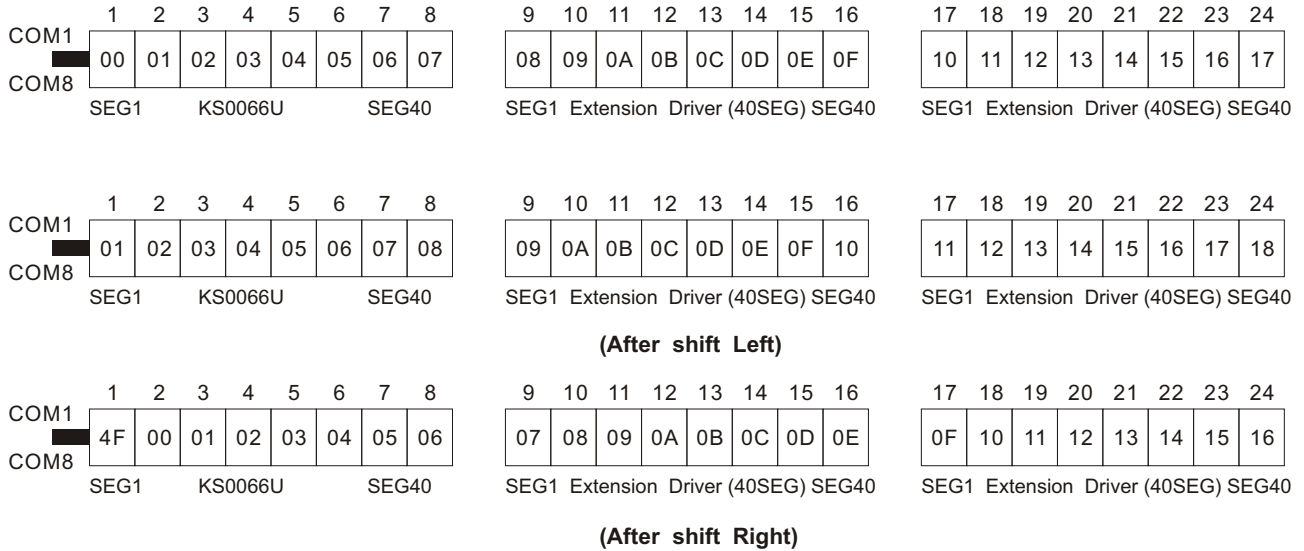 1 2 3 4 5 6 7 8 9 10 11 12 13 14 15 16 17 18 19 20 21 22 23 24
COM1
00 01 02 03 04 05 06 07 08 09 0A 0B 0C 0D 0E 0F 10 11 12 13 14 15 16 17
COM8
SEG1 KS0066U SEG40 SEG1 Extension Driver (40SEG) SEG40 SEG1 Extension Driver (40SEG) SEG40
1 2 3 4 5 6 7 8 9 10 11 12 13 14 15 16 17 18 19 20 21 22 23 24
COM1
01 02 03 04 05 06 07 08 09 0A 0B 0C 0D 0E 0F 10 11 12 13 14 15 16 17 18
COM8
SEG1 KS0066U SEG40 SEG1 Extension Driver (40SEG) SEG40 SEG1 Extension Driver (40SEG) SEG40
(After shift Left)
1 2 3 4 5 6 7 8 9 10 11 12 13 14 15 16 17 18 19 20 21 22 23 24
COM1
4F 00 01 02 03 04 05 06 07 08 09 0A 0B 0C 0D 0E 0F 10 11 12 13 14 15 16
COM8
SEG1 KS0066U SEG40 SEG1 Extension Driver (40SEG) SEG40 SEG1 Extension Driver (40SEG) SEG40
(After shift Right)